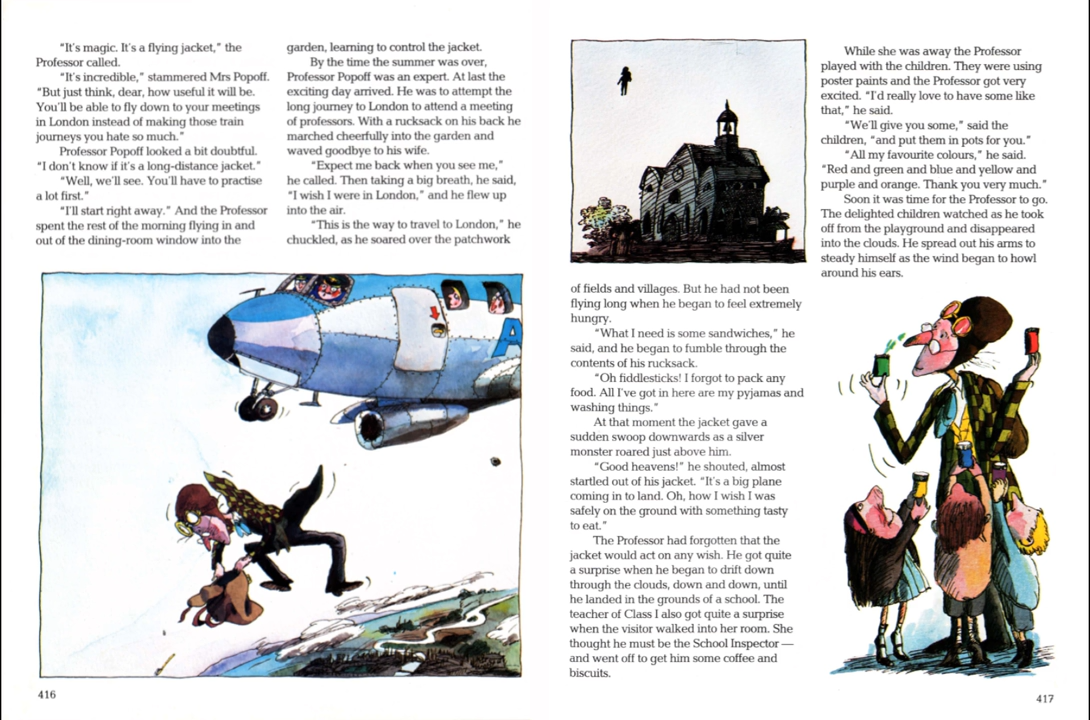 "It's magic. It's a flying jacket," the
Professor called.
"It's incredible," stammered Mrs Popoff.
"But just think, dear, how useful it will be.
You'll be able to fly down to your meetings
in London instead of making those train
journeys you hate so much."
Professor Popoff looked a bit doubtful.
"I don't know if it's a long-distance jacket."
"Well, we'll see. You'll have to practise
a lot first."
"I'll start right away." And the Professor
spent the rest of the morning flying in and
out of the dining-room window into the
garden, learning to control the jacket.
By the time the summer was over,
Professor Popoff was an expert. At last the
exciting day arrived. He was to attempt the
long journey to London to attend a meeting
of professors. With a rucksack on his back he
marched cheerfully into the garden and
waved goodbye to his wife.
"Expect me back when you see me,"
he called. Then taking a big breath, he said,
"I wish I were in London," and he flew up
into the air.
"This is the way to travel to London," he
chuckled, as he soared over the patchwork
A
416
of fields and villages. But he had not been
flying long when he began to feel extremely
hungry.
"What I need is some sandwiches," he
said, and he began to fumble through the
contents of his rucksack.
"Oh fiddlesticks! I forgot to pack any
food. All I've got in here are my pyjamas and
washing things."
At that moment the jacket gave a
sudden swoop downwards as a silver
monster roared just above him.
"Good heavens!" he shouted, almost
startled out of his jacket. "It's a big plane
coming in to land. Oh, how I wish I was
safely on the ground with something tasty
to eat."
The Professor had forgotten that the
jacket would act on any wish. He got quite
a surprise when he began to drift down
through the clouds, down and down, until
he landed in the grounds of a school. The
teacher of Class I also got quite a surprise
when the visitor walked into her room. She
thought he must be the School Inspector —
and went off to get him some coffee and
biscuits.
While she was away the Professor
played with the children. They were using
poster paints and the Professor got very
excited. "I'd really love to have some like
that," he said.
"We'll give you some," said the
children, "and put them in pots for you."
"All my favourite colours," he said.
"Red and green and blue and yellow and
purple and orange. Thank you very much."
Soon it was time for the Professor to go.
The delighted children watched as he took
off from the playground and disappeared
into the clouds. He spread out his arms to
steady himself as the wind began to howl
around his ears.
417